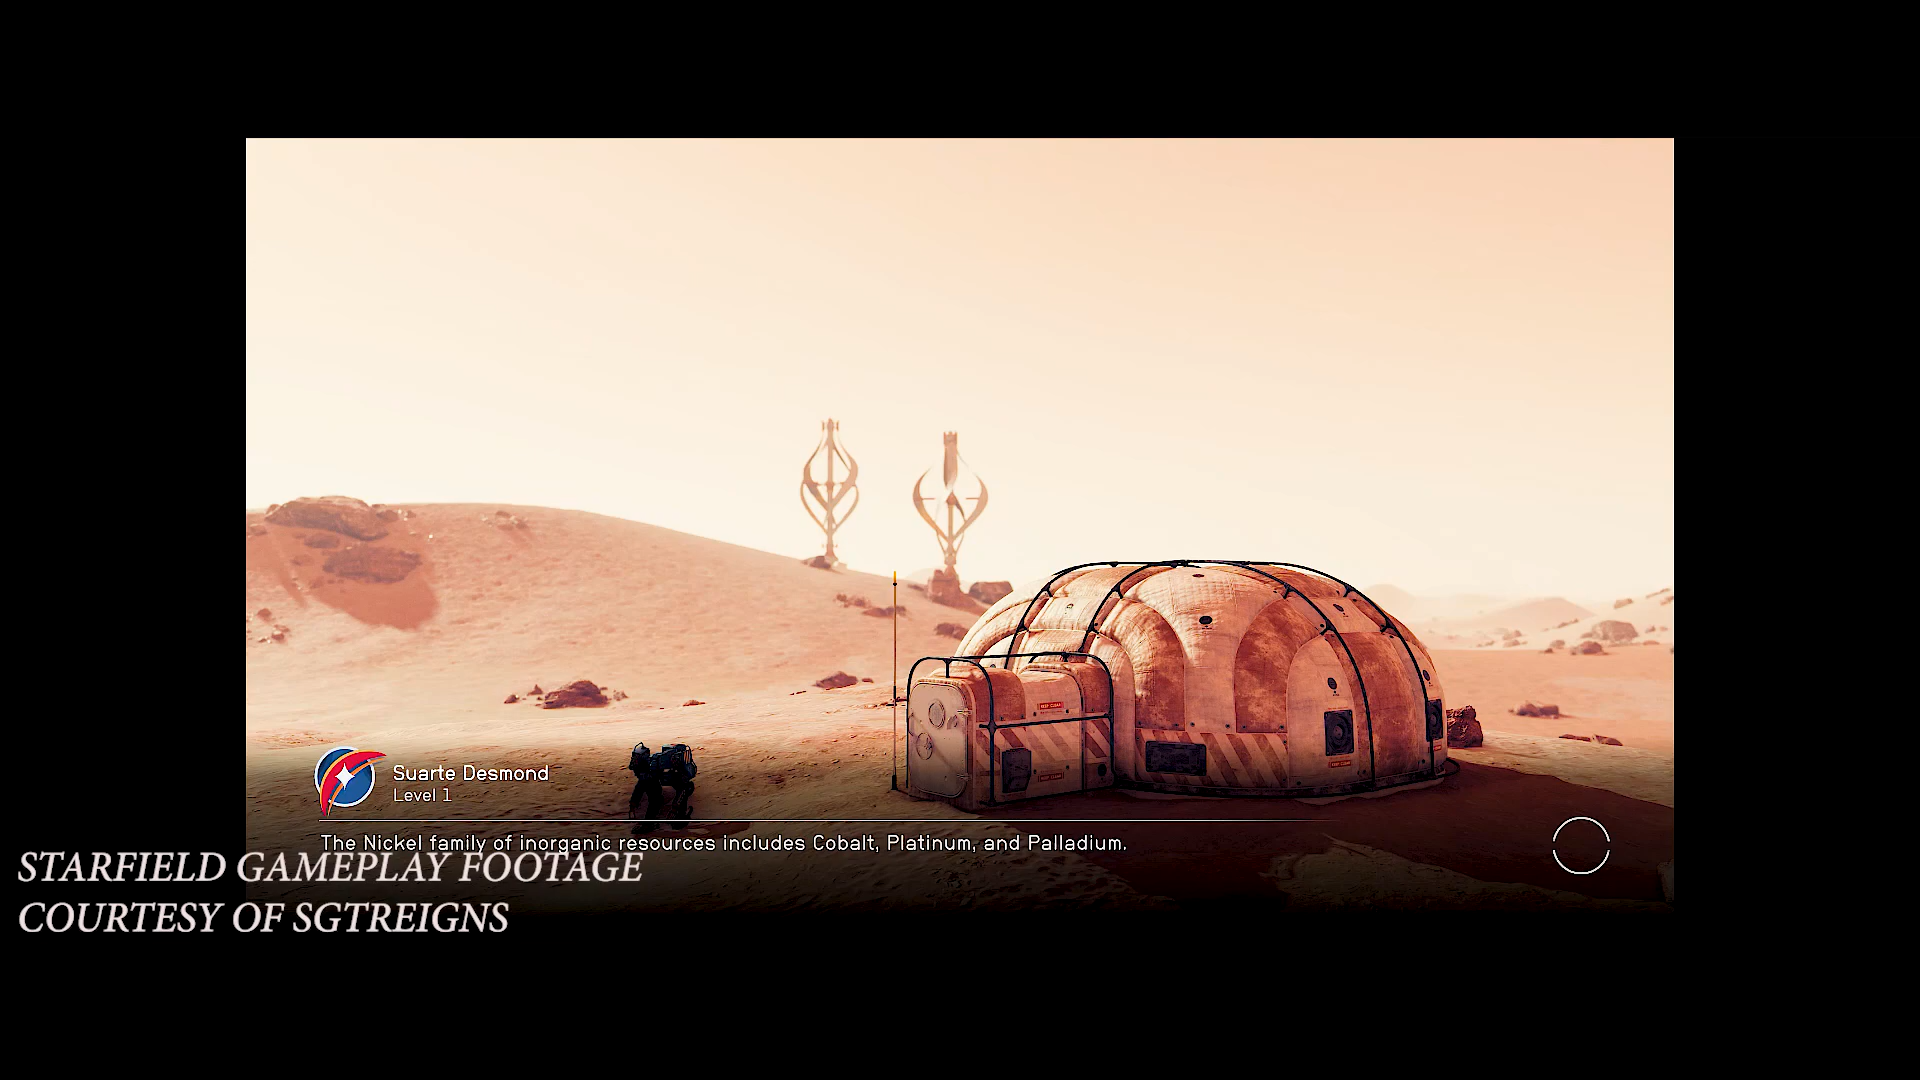 Suarte Desmond
Level 1
The Nickel family of inorganic resources includes Cobalt, Platinum, and Palladium.
STARFIELD GAMEPLAY FOOTAGE
COURTESY OF SGTREIGNS